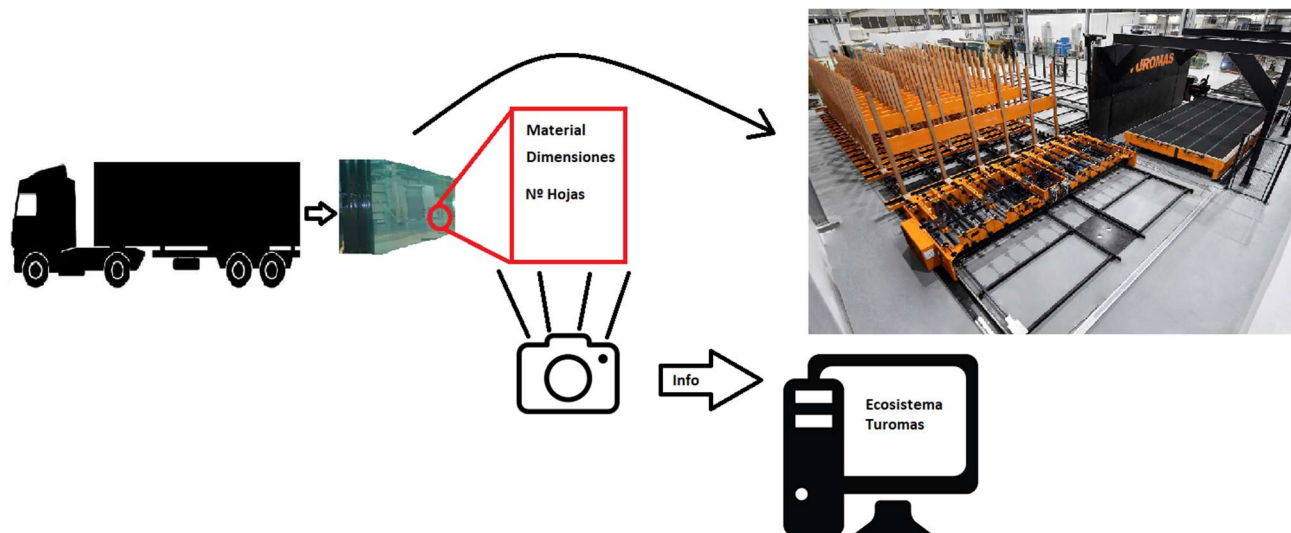 TUROMAS
Material
Dimensiones
Nº Hojas
Info
Ecosistema
Turomas